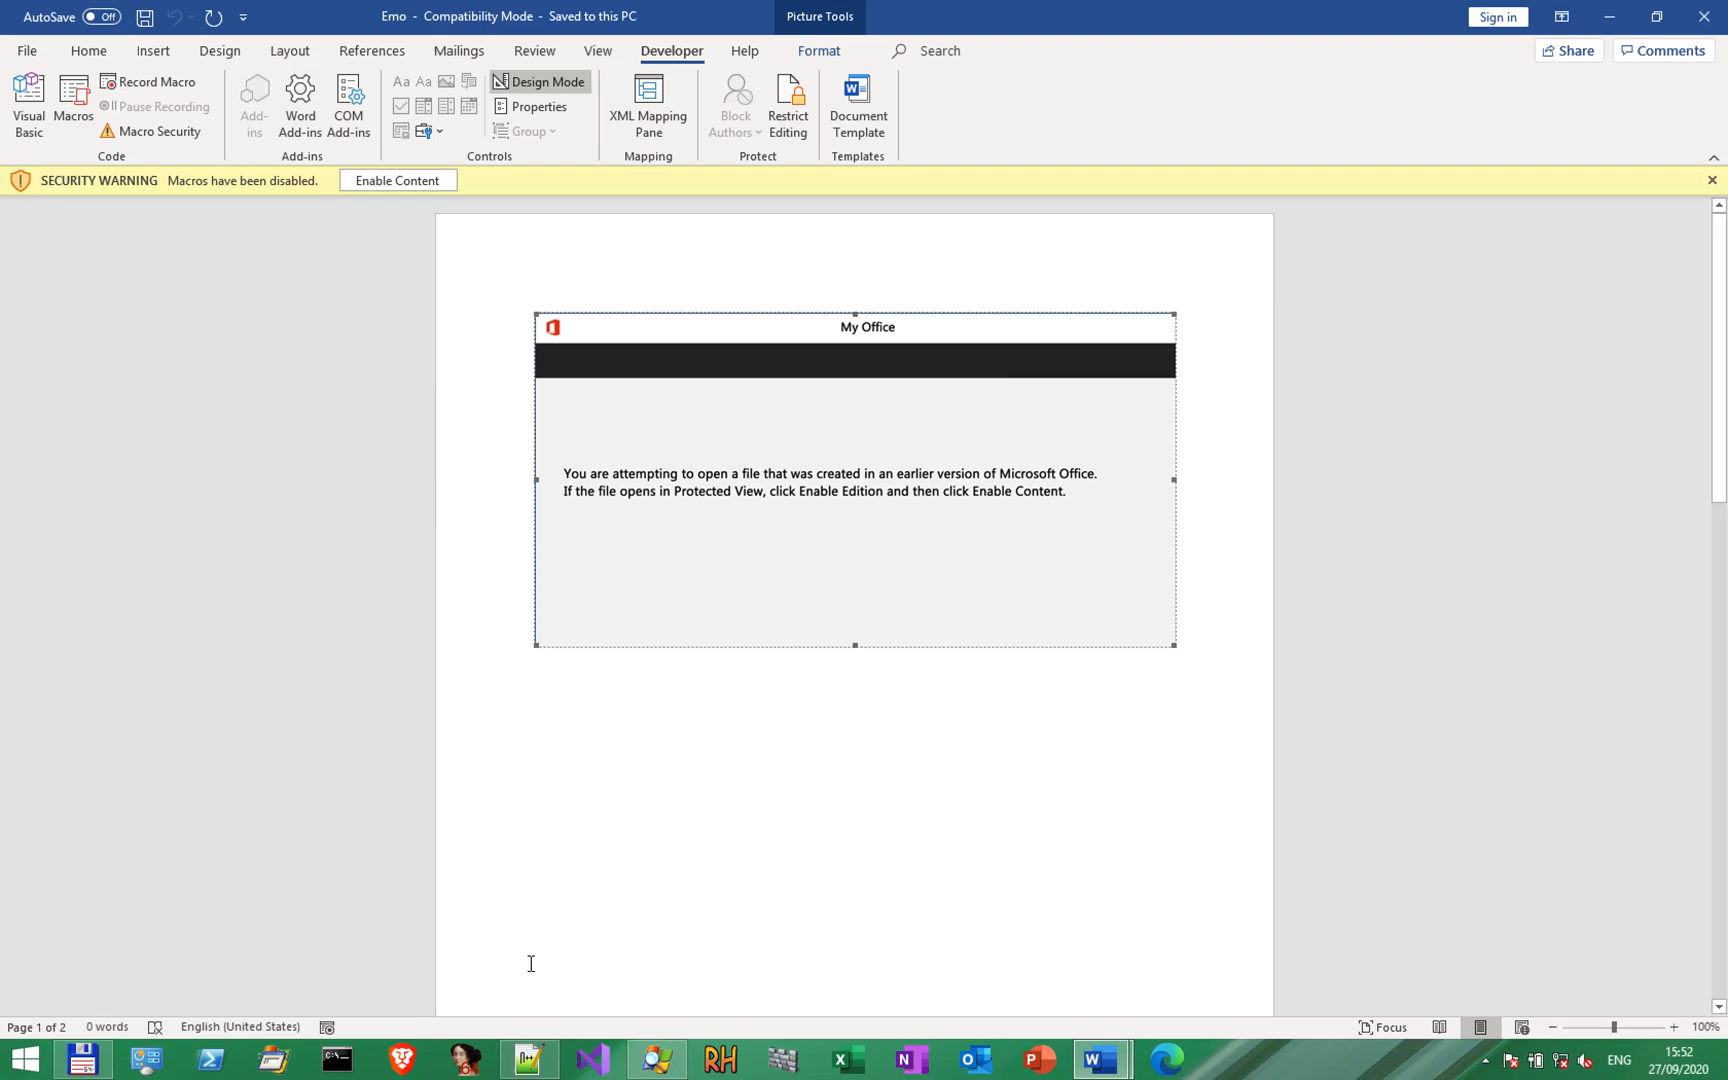 AutoSave Off
Emo - Compatibility Mode - Saved to this PC
Picture Tools
Sign in
File Home Insert Design Layout References Mailings Review View Developer Help Format Search
Share Comments
Visual Basic
Macros
Record Macro
Pause Recording
Macro Security
Code
Add-ins
Word Add-ins
COM Add-ins
Add-ins
Aa Aa
Design Mode
Properties
Group
Controls
XML Mapping Pane
Mapping
Block Authors
Restrict Editing
Protect
Document Template
Templates
SECURITY WARNING Macros have been disabled. Enable Content
My Office
You are attempting to open a file that was created in an earlier version of Microsoft Office.
If the file opens in Protected View, click Enable Edition and then click Enable Content.
Page 1 of 2 0 words English (United States) Focus 100%
64
RH
ENG
15:52
27/09/2020